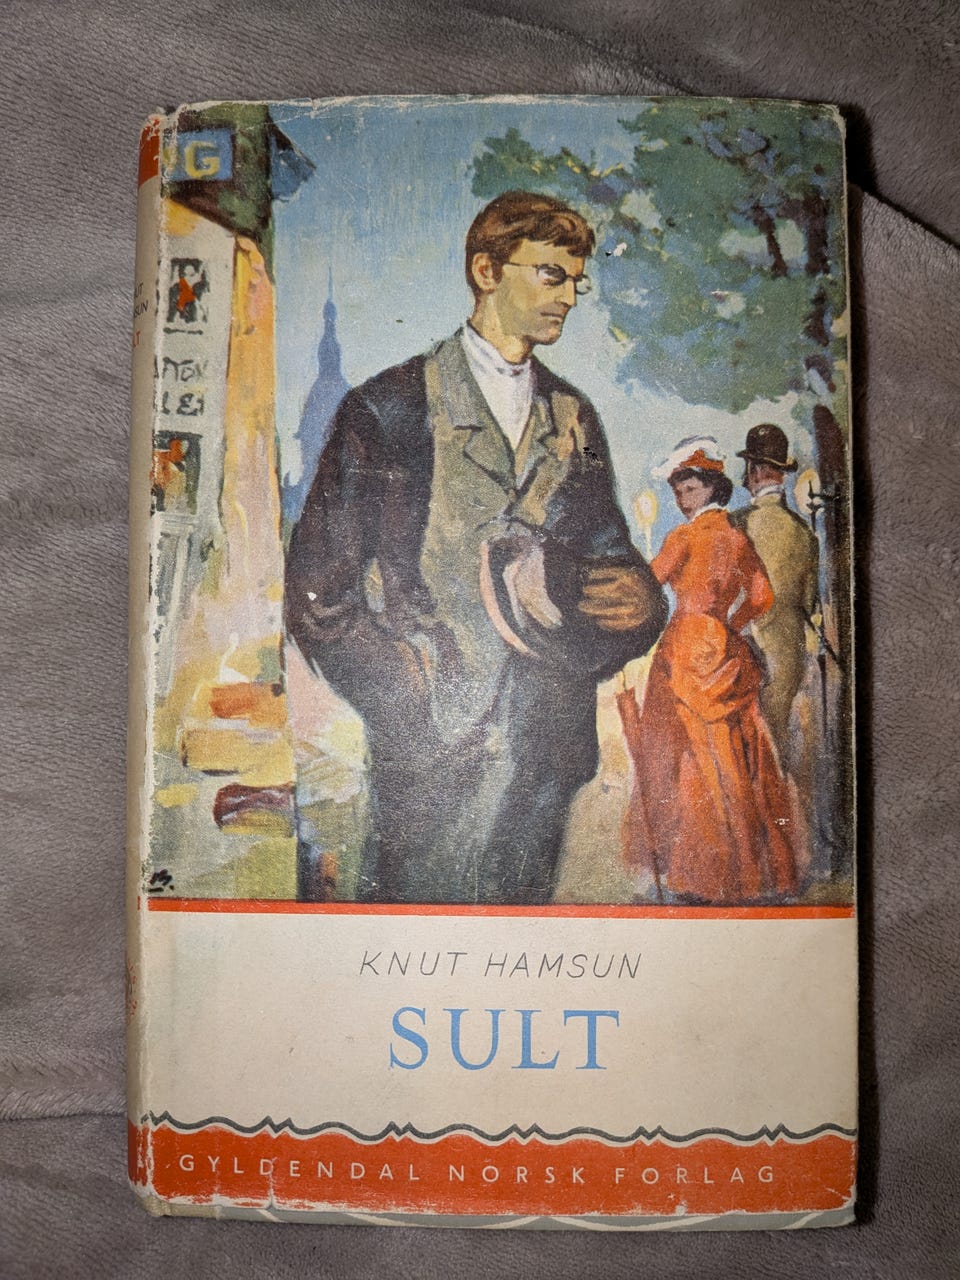 G
KNUT HAMSUN
SULT
GYLDENDAL NORSK FORLAG